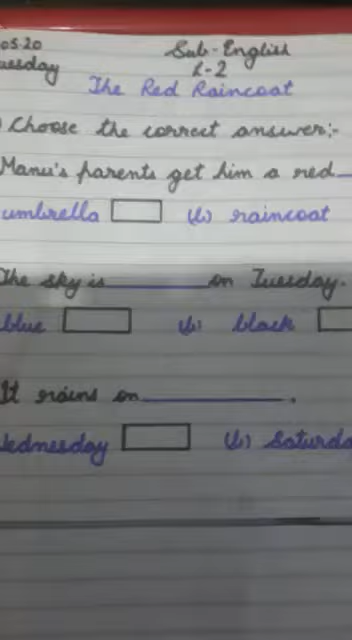 05.20
Sub-English
uesday
L-2
The Red Raincoat
Choose the correct answer:-
Manu's parents get him a red
umbrella (b) raincoat
The sky is on Tuesday.
blue (b) black
It rains on .
Wednesday (b) Saturda